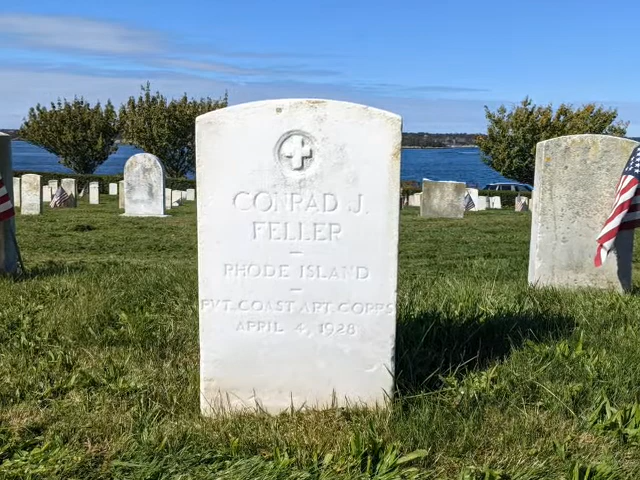 CONRAD J.
FELLER
RHODE ISLAND
PVT. COAST ART. CORPS
APRIL 4, 1928